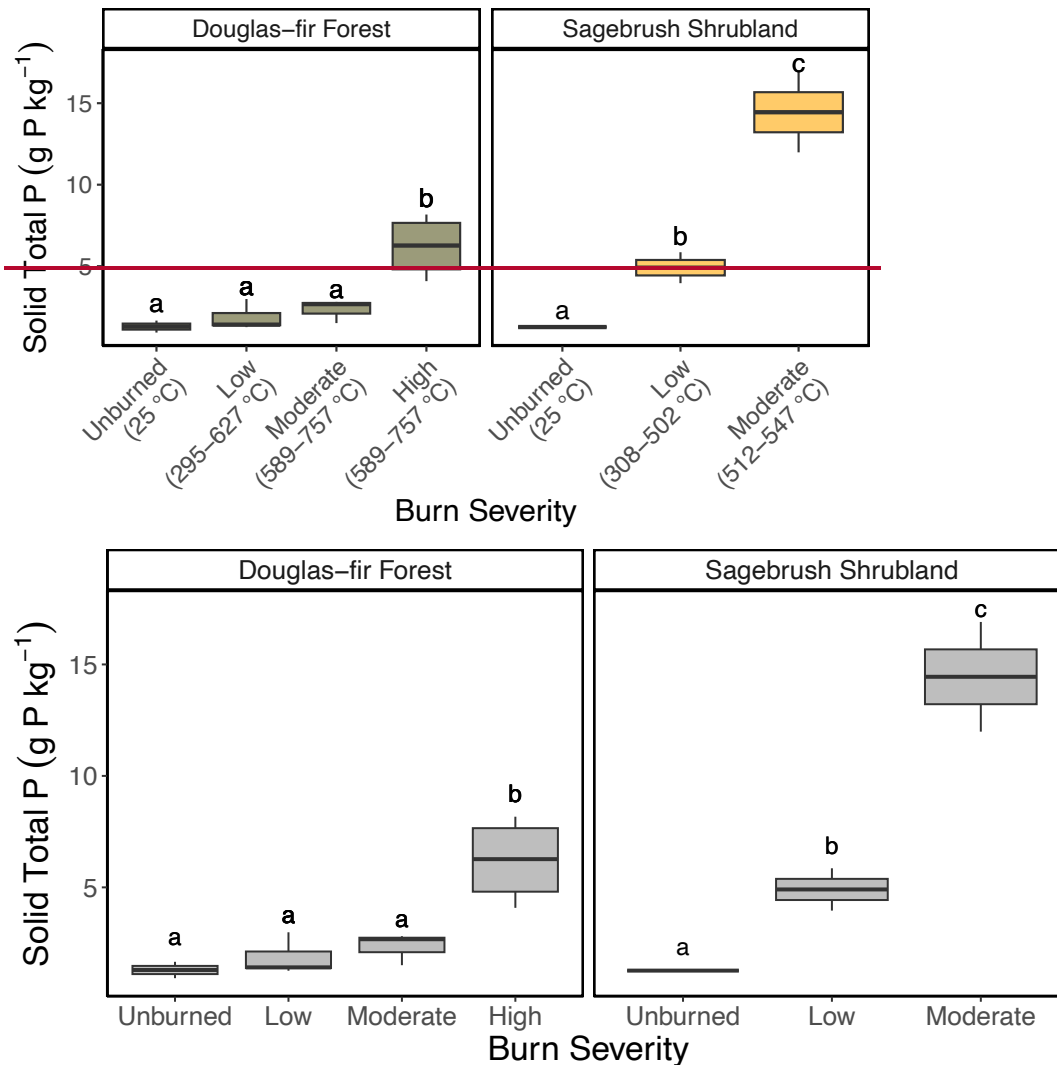 Douglas−fir Forest
Sagebrush Shrubland
Solid Total P (g P kg⁻¹)
15
10
5
a
a
a
b
a
b
c
Unburned
(25 °C)
Low
(295−627 °C)
Moderate
(589−757 °C)
High
(589−757 °C)
Unburned
(25 °C)
Low
(308−502 °C)
Moderate
(512−547 °C)
Burn Severity
Douglas−fir Forest
Sagebrush Shrubland
Solid Total P (g P kg⁻¹)
15
10
5
a
a
a
b
a
b
c
Unburned
Low
Moderate
High
Unburned
Low
Moderate
Burn Severity